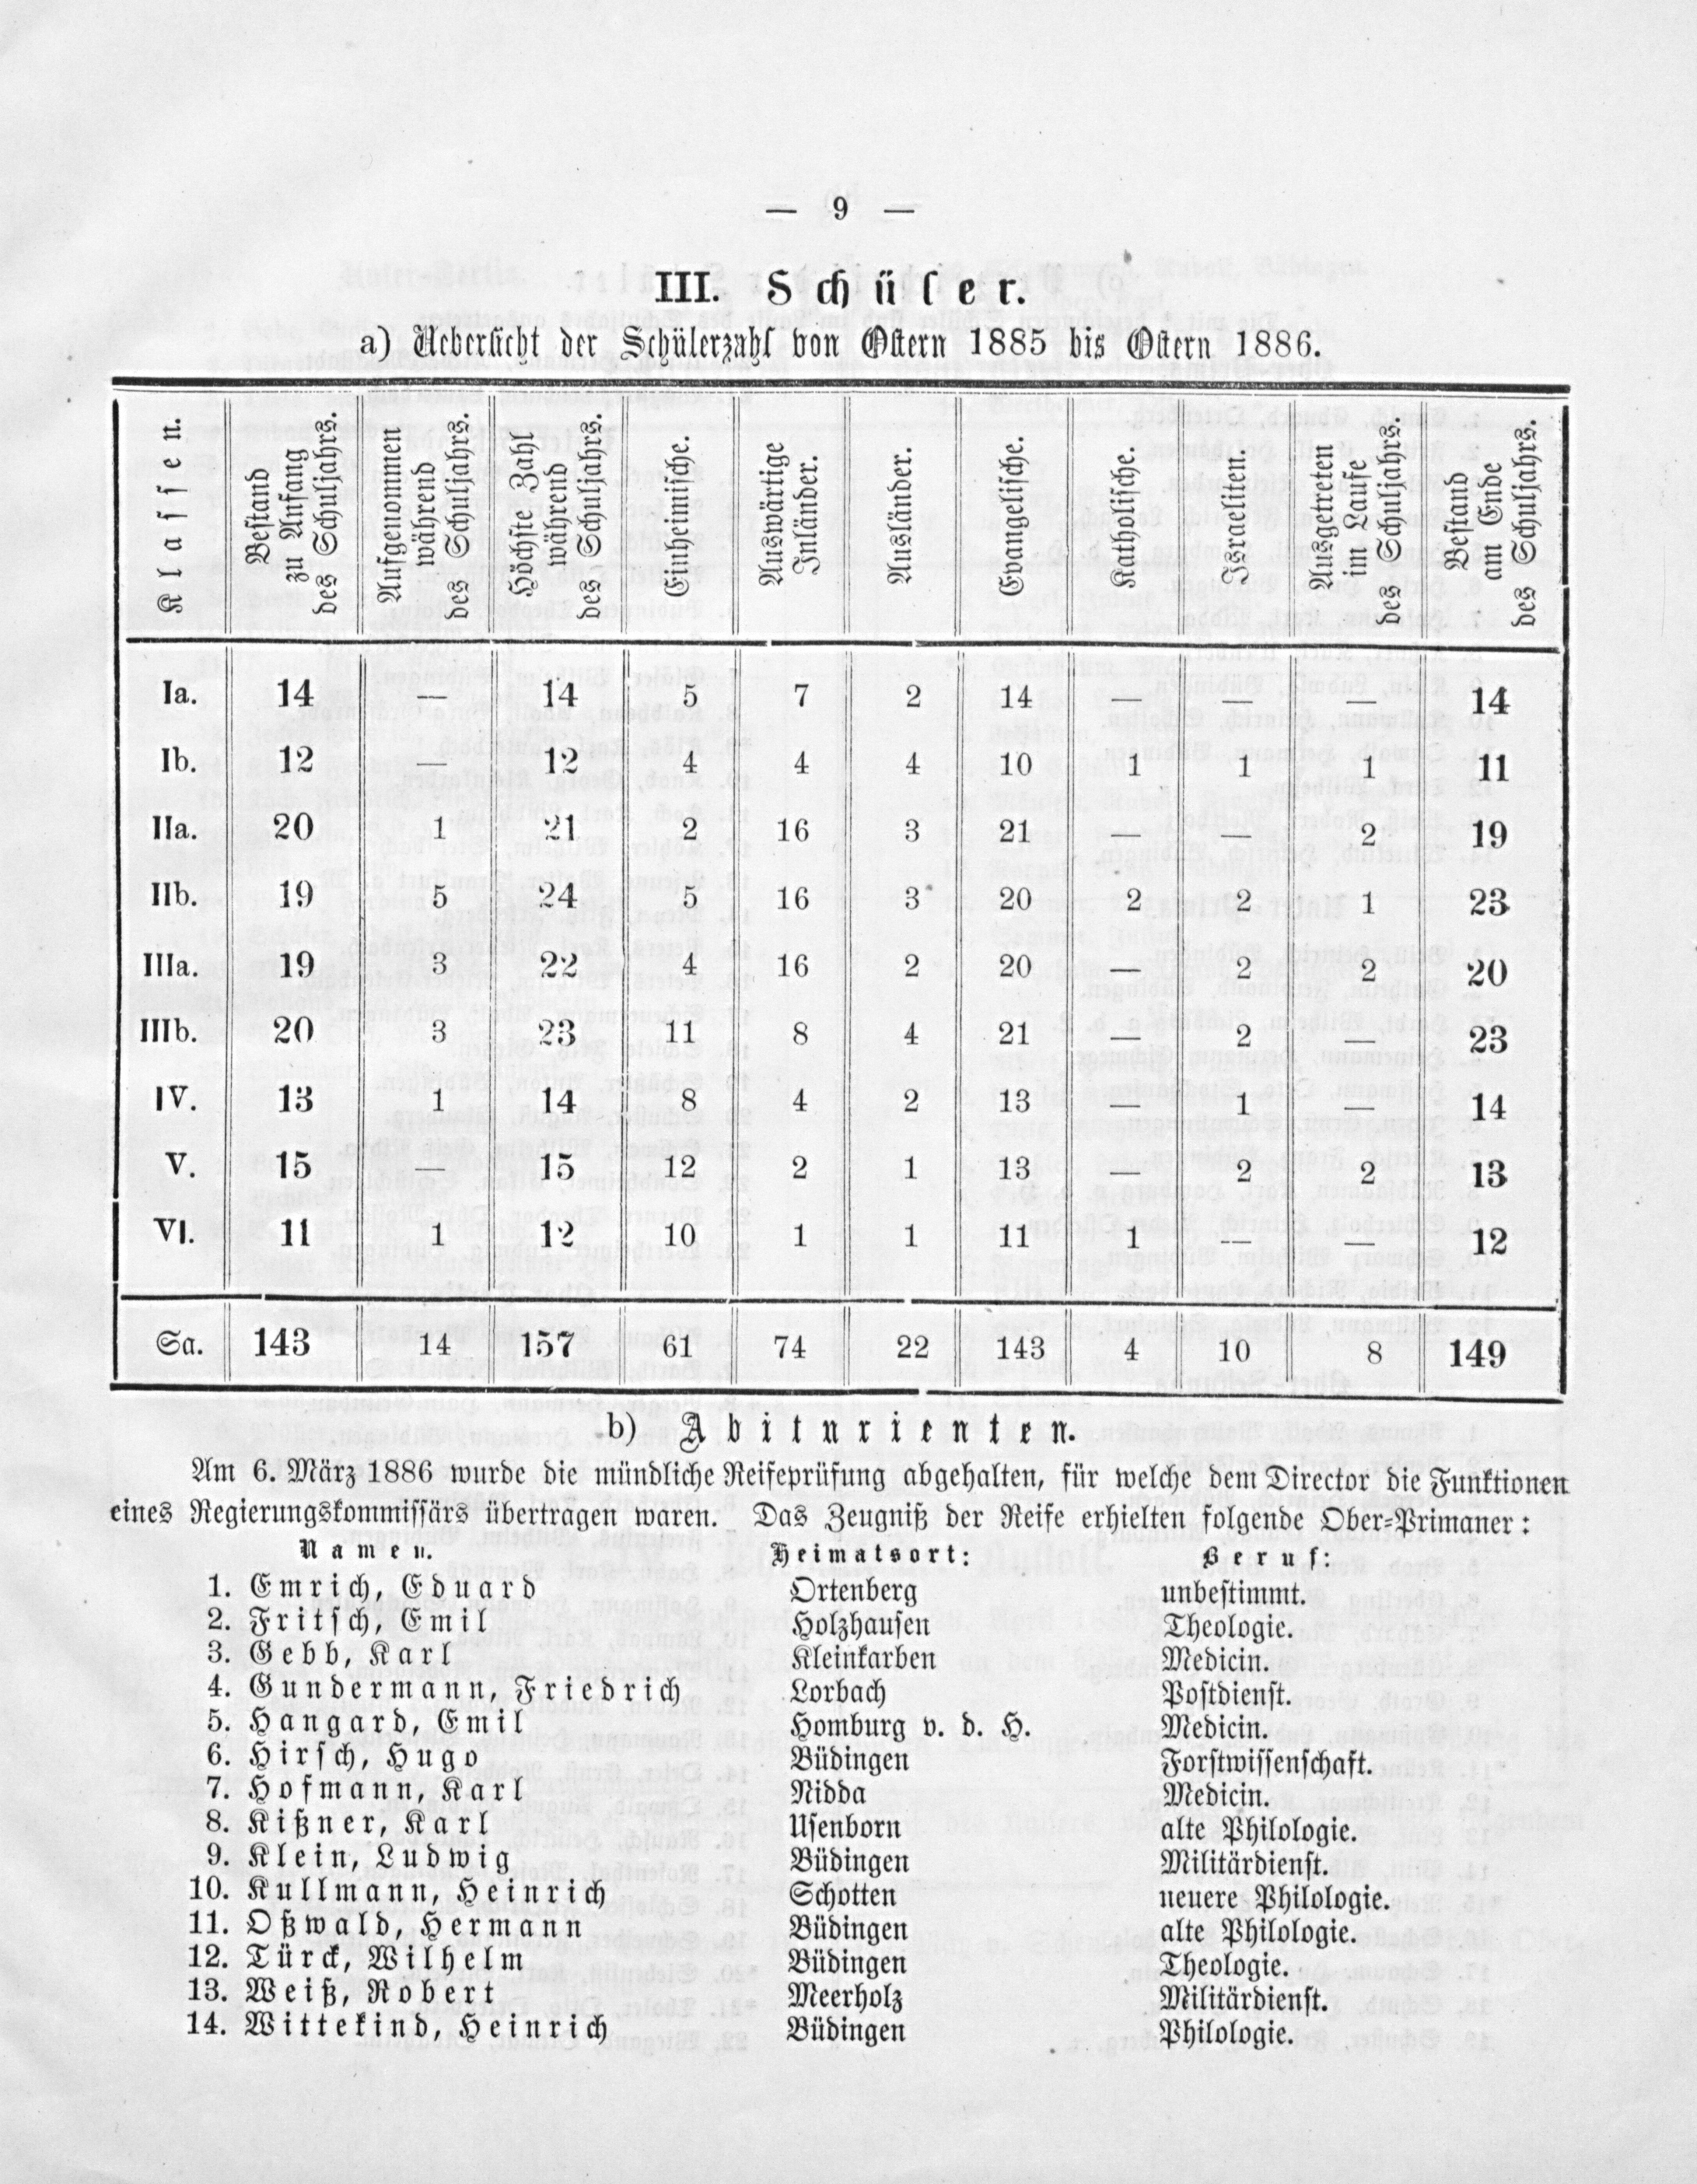 — 9 —
III. Schüler.
a) Uebersicht der Schülerzahl von Ostern 1885 bis Ostern 1886.
Klassen. Bestand zu Anfang des Schuljahrs. Aufgenommen während des Schuljahrs. Höchste Zahl während des Schuljahrs. Einheimische. Auswärtige Inländer. Ausländer. Evangelische. Katholische. Israeliten. Ausgetreten im Laufe des Schuljahrs. Bestand am Ende des Schuljahrs.
Ia. 14 — 14 5 7 2 14 — — — 14
Ib. 12 — 12 4 4 4 10 1 1 1 11
IIa. 20 1 21 2 16 3 21 — — 2 19
IIb. 19 5 24 5 16 3 20 2 2 1 23
IIIa. 19 3 22 4 16 2 20 — 2 2 20
IIIb. 20 3 23 11 8 4 21 — 2 — 23
IV. 13 1 14 8 4 2 13 — 1 — 14
V. 15 — 15 12 2 1 13 — 2 2 13
VI. 11 1 12 10 1 1 11 1 — — 12
Sa. 143 14 157 61 74 22 143 4 10 8 149
b) Abiturienten.
Am 6. März 1886 wurde die mündliche Reifeprüfung abgehalten, für welche dem Director die Funktionen
eines Regierungskommissärs übertragen waren. Das Zeugniß der Reife erhielten folgende Ober-Primaner:
Namen. Heimatsort: Beruf:
1. Emrich, Eduard Ortenberg unbestimmt.
2. Fritsch, Emil Holzhausen Theologie.
3. Gebb, Karl Kleinkarben Medicin.
4. Gundermann, Friedrich Lorbach Postdienst.
5. Hangard, Emil Homburg v. d. H. Medicin.
6. Hirsch, Hugo Büdingen Forstwissenschaft.
7. Hofmann, Karl Nidda Medicin.
8. Kißner, Karl Usenborn alte Philologie.
9. Klein, Ludwig Büdingen Militärdienst.
10. Kullmann, Heinrich Schotten neuere Philologie.
11. Oßwald, Hermann Büdingen alte Philologie.
12. Türck, Wilhelm Büdingen Theologie.
13. Weiß, Robert Meerholz Militärdienst.
14. Wittekind, Heinrich Büdingen Philologie.